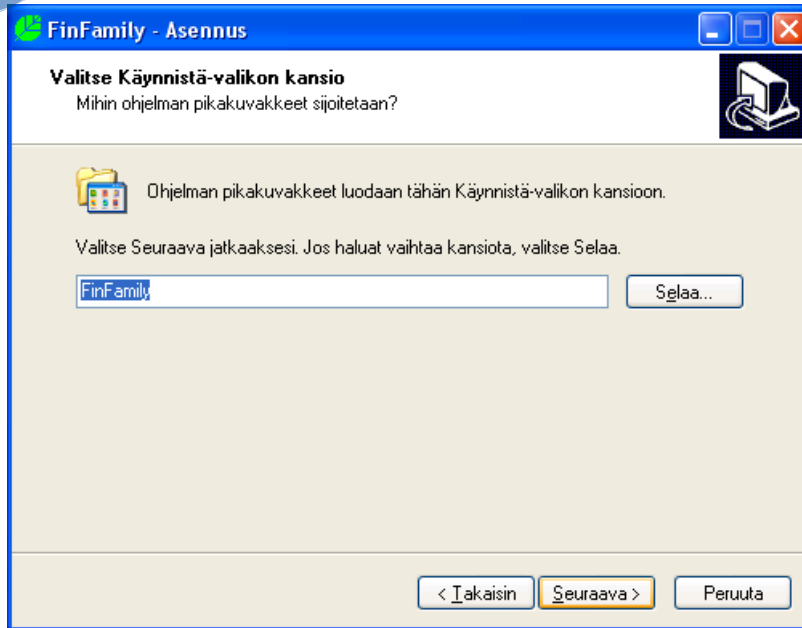 FinFamily - Asennus
Valitse Käynnistä-valikon kansio
Mihin ohjelman pikakuvakkeet sijoitetaan?
Ohjelman pikakuvakkeet luodaan tähän Käynnistä-valikon kansioon.
Valitse Seuraava jatkaaksesi. Jos haluat vaihtaa kansiota, valitse Selaa.
FinFamily
Selaa...
< Takaisin
Seuraava >
Peruuta